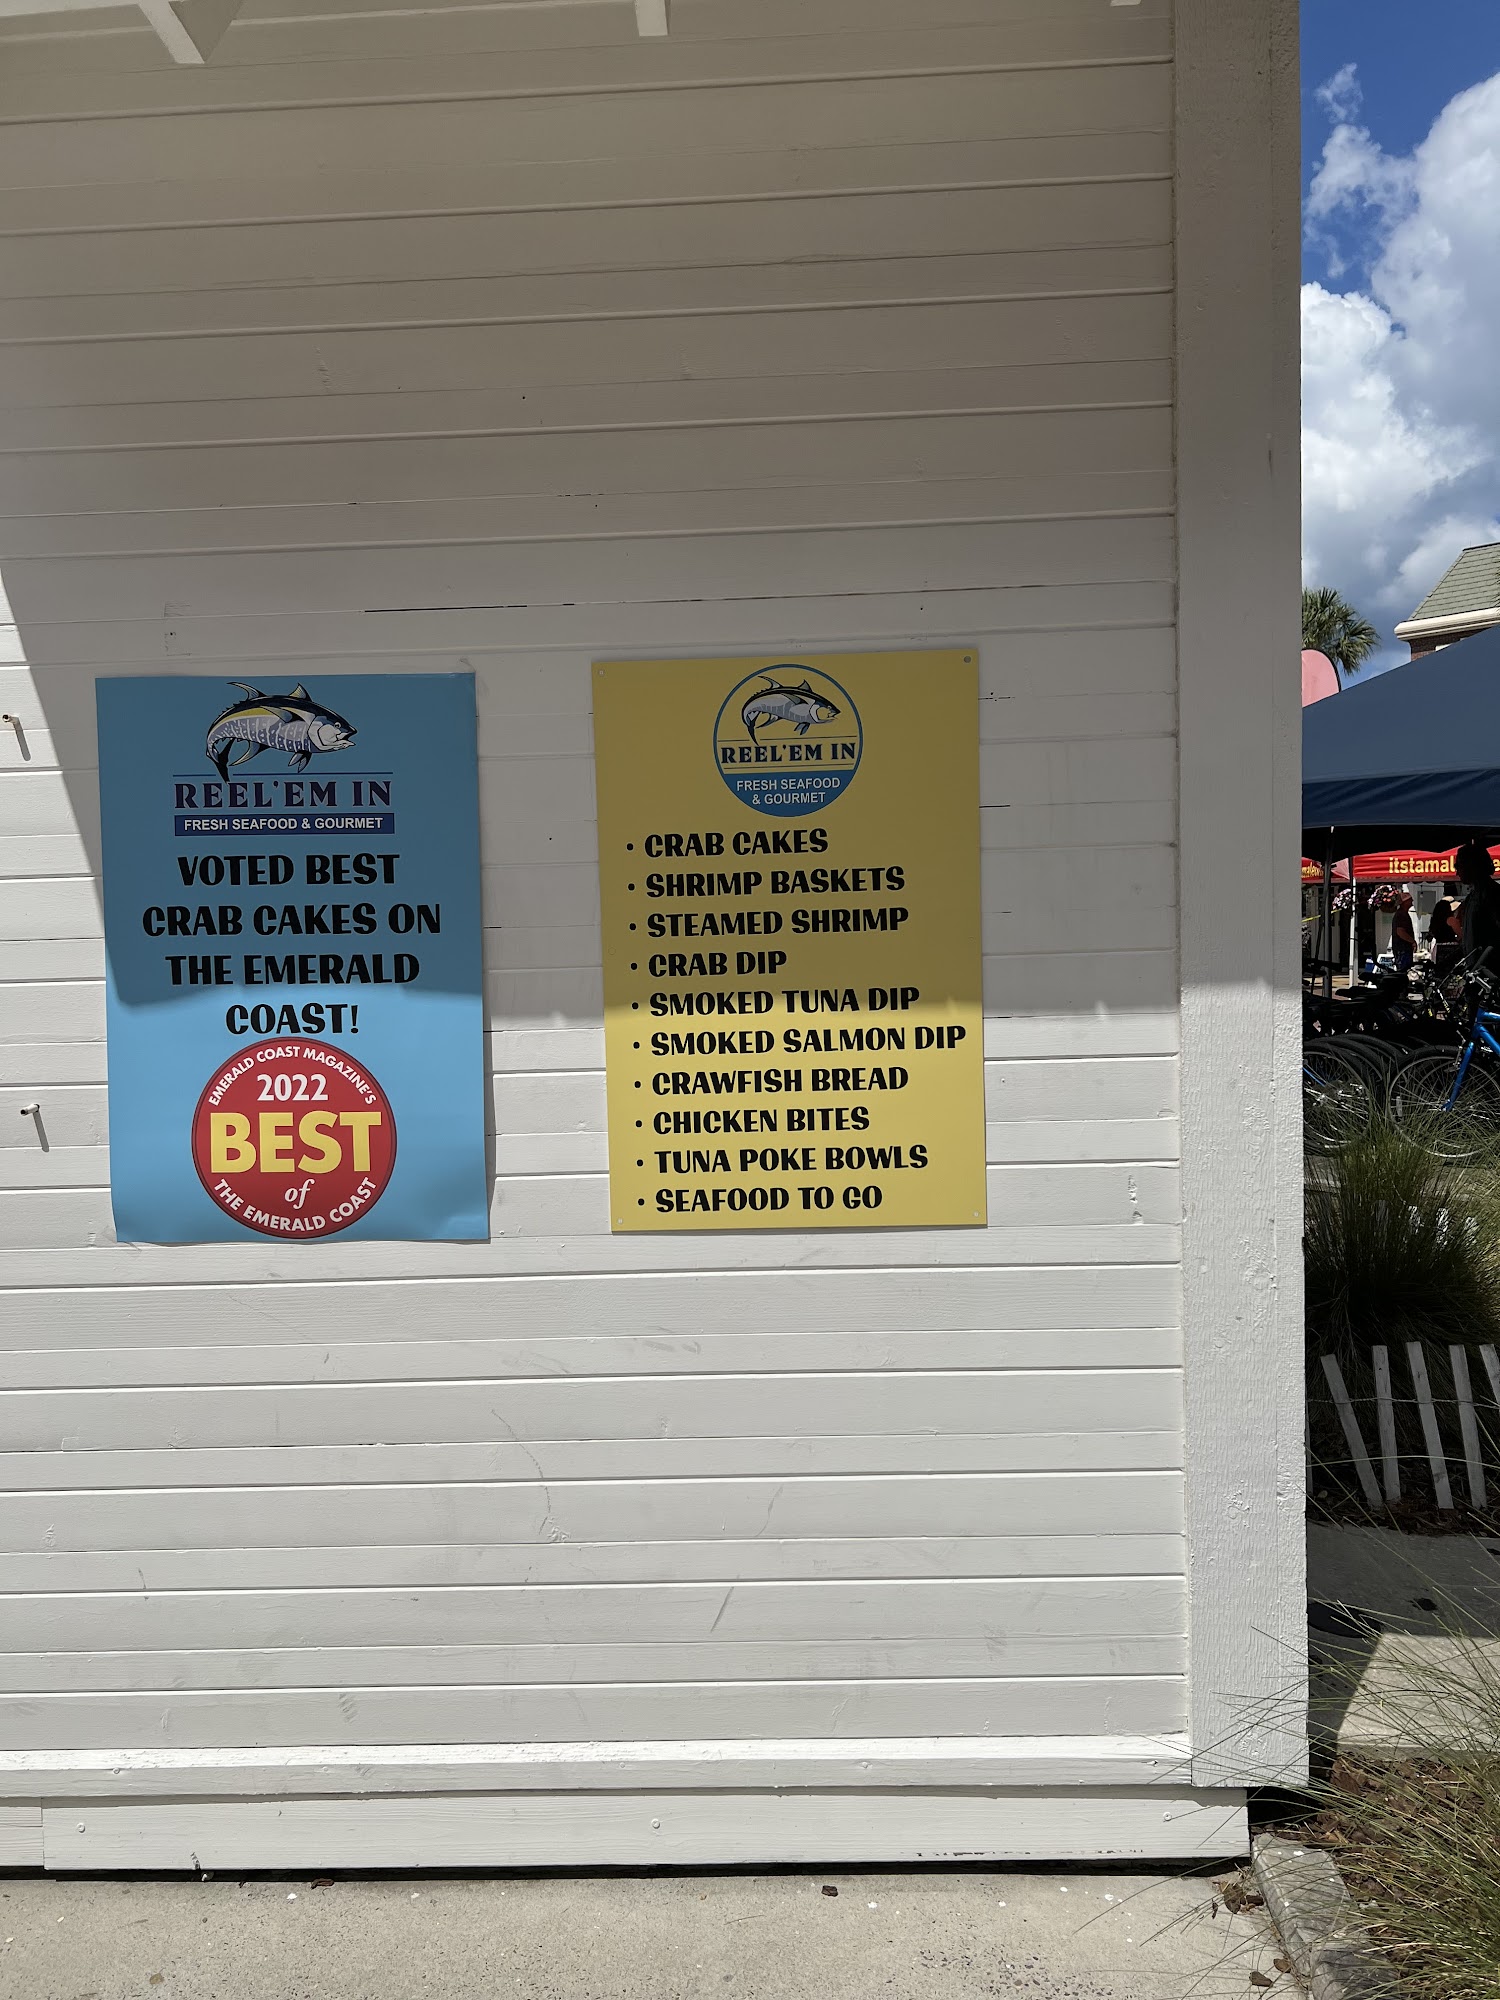 REEL'EM IN
FRESH SEAFOOD & GOURMET
VOTED BEST
CRAB CAKES ON
THE EMERALD
COAST!
EMERALD COAST MAGAZINE'S
2022
BEST
of
THE EMERALD COAST
REEL'EM IN
FRESH SEAFOOD
& GOURMET
• CRAB CAKES
• SHRIMP BASKETS
• STEAMED SHRIMP
• CRAB DIP
• SMOKED TUNA DIP
• SMOKED SALMON DIP
• CRAWFISH BREAD
• CHICKEN BITES
• TUNA POKE BOWLS
• SEAFOOD TO GO
itstamal